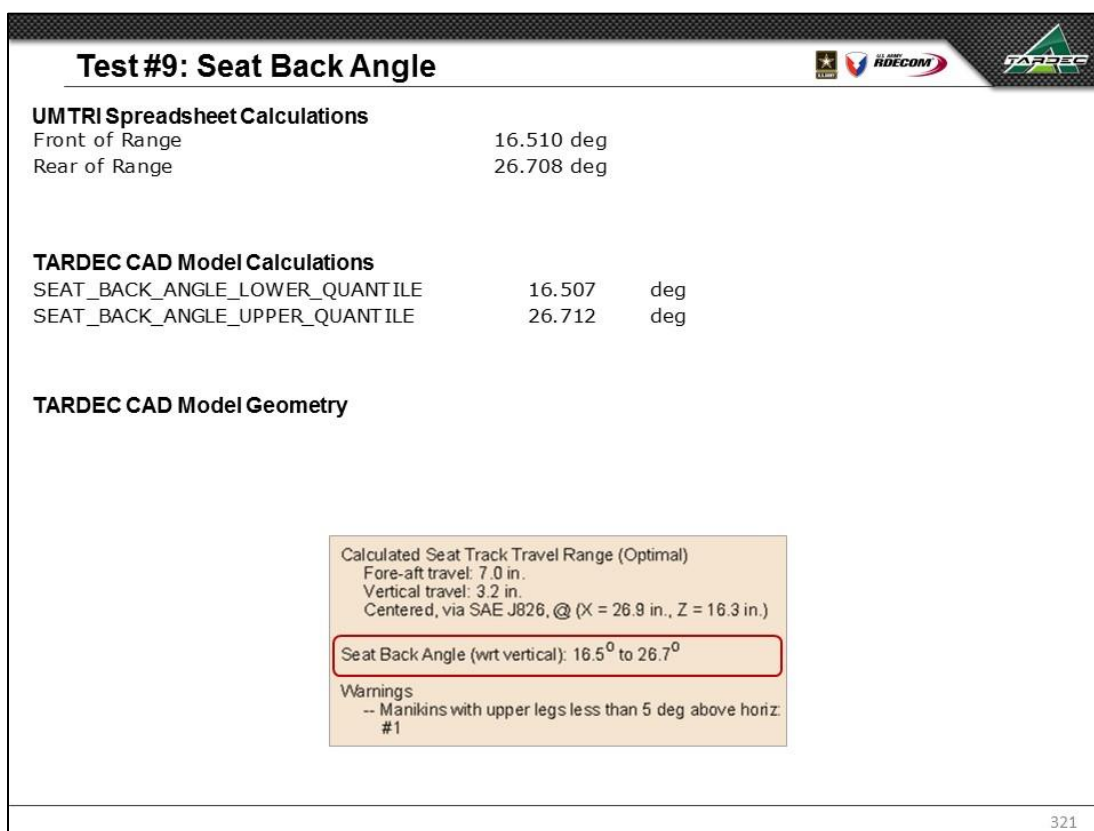 Test #9: Seat Back Angle
U.S. ARMY
RDECOM
TARDEC
UMTRI Spreadsheet Calculations
Front of Range 16.510 deg
Rear of Range 26.708 deg
TARDEC CAD Model Calculations
SEAT_BACK_ANGLE_LOWER_QUANTILE 16.507 deg
SEAT_BACK_ANGLE_UPPER_QUANTILE 26.712 deg
TARDEC CAD Model Geometry
Calculated Seat Track Travel Range (Optimal)
Fore-aft travel: 7.0 in.
Vertical travel: 3.2 in.
Centered, via SAE J826, @ (X = 26.9 in., Z = 16.3 in.)
Seat Back Angle (wrt vertical): 16.5⁰ to 26.7⁰
Warnings
-- Manikins with upper legs less than 5 deg above horiz:
#1
321